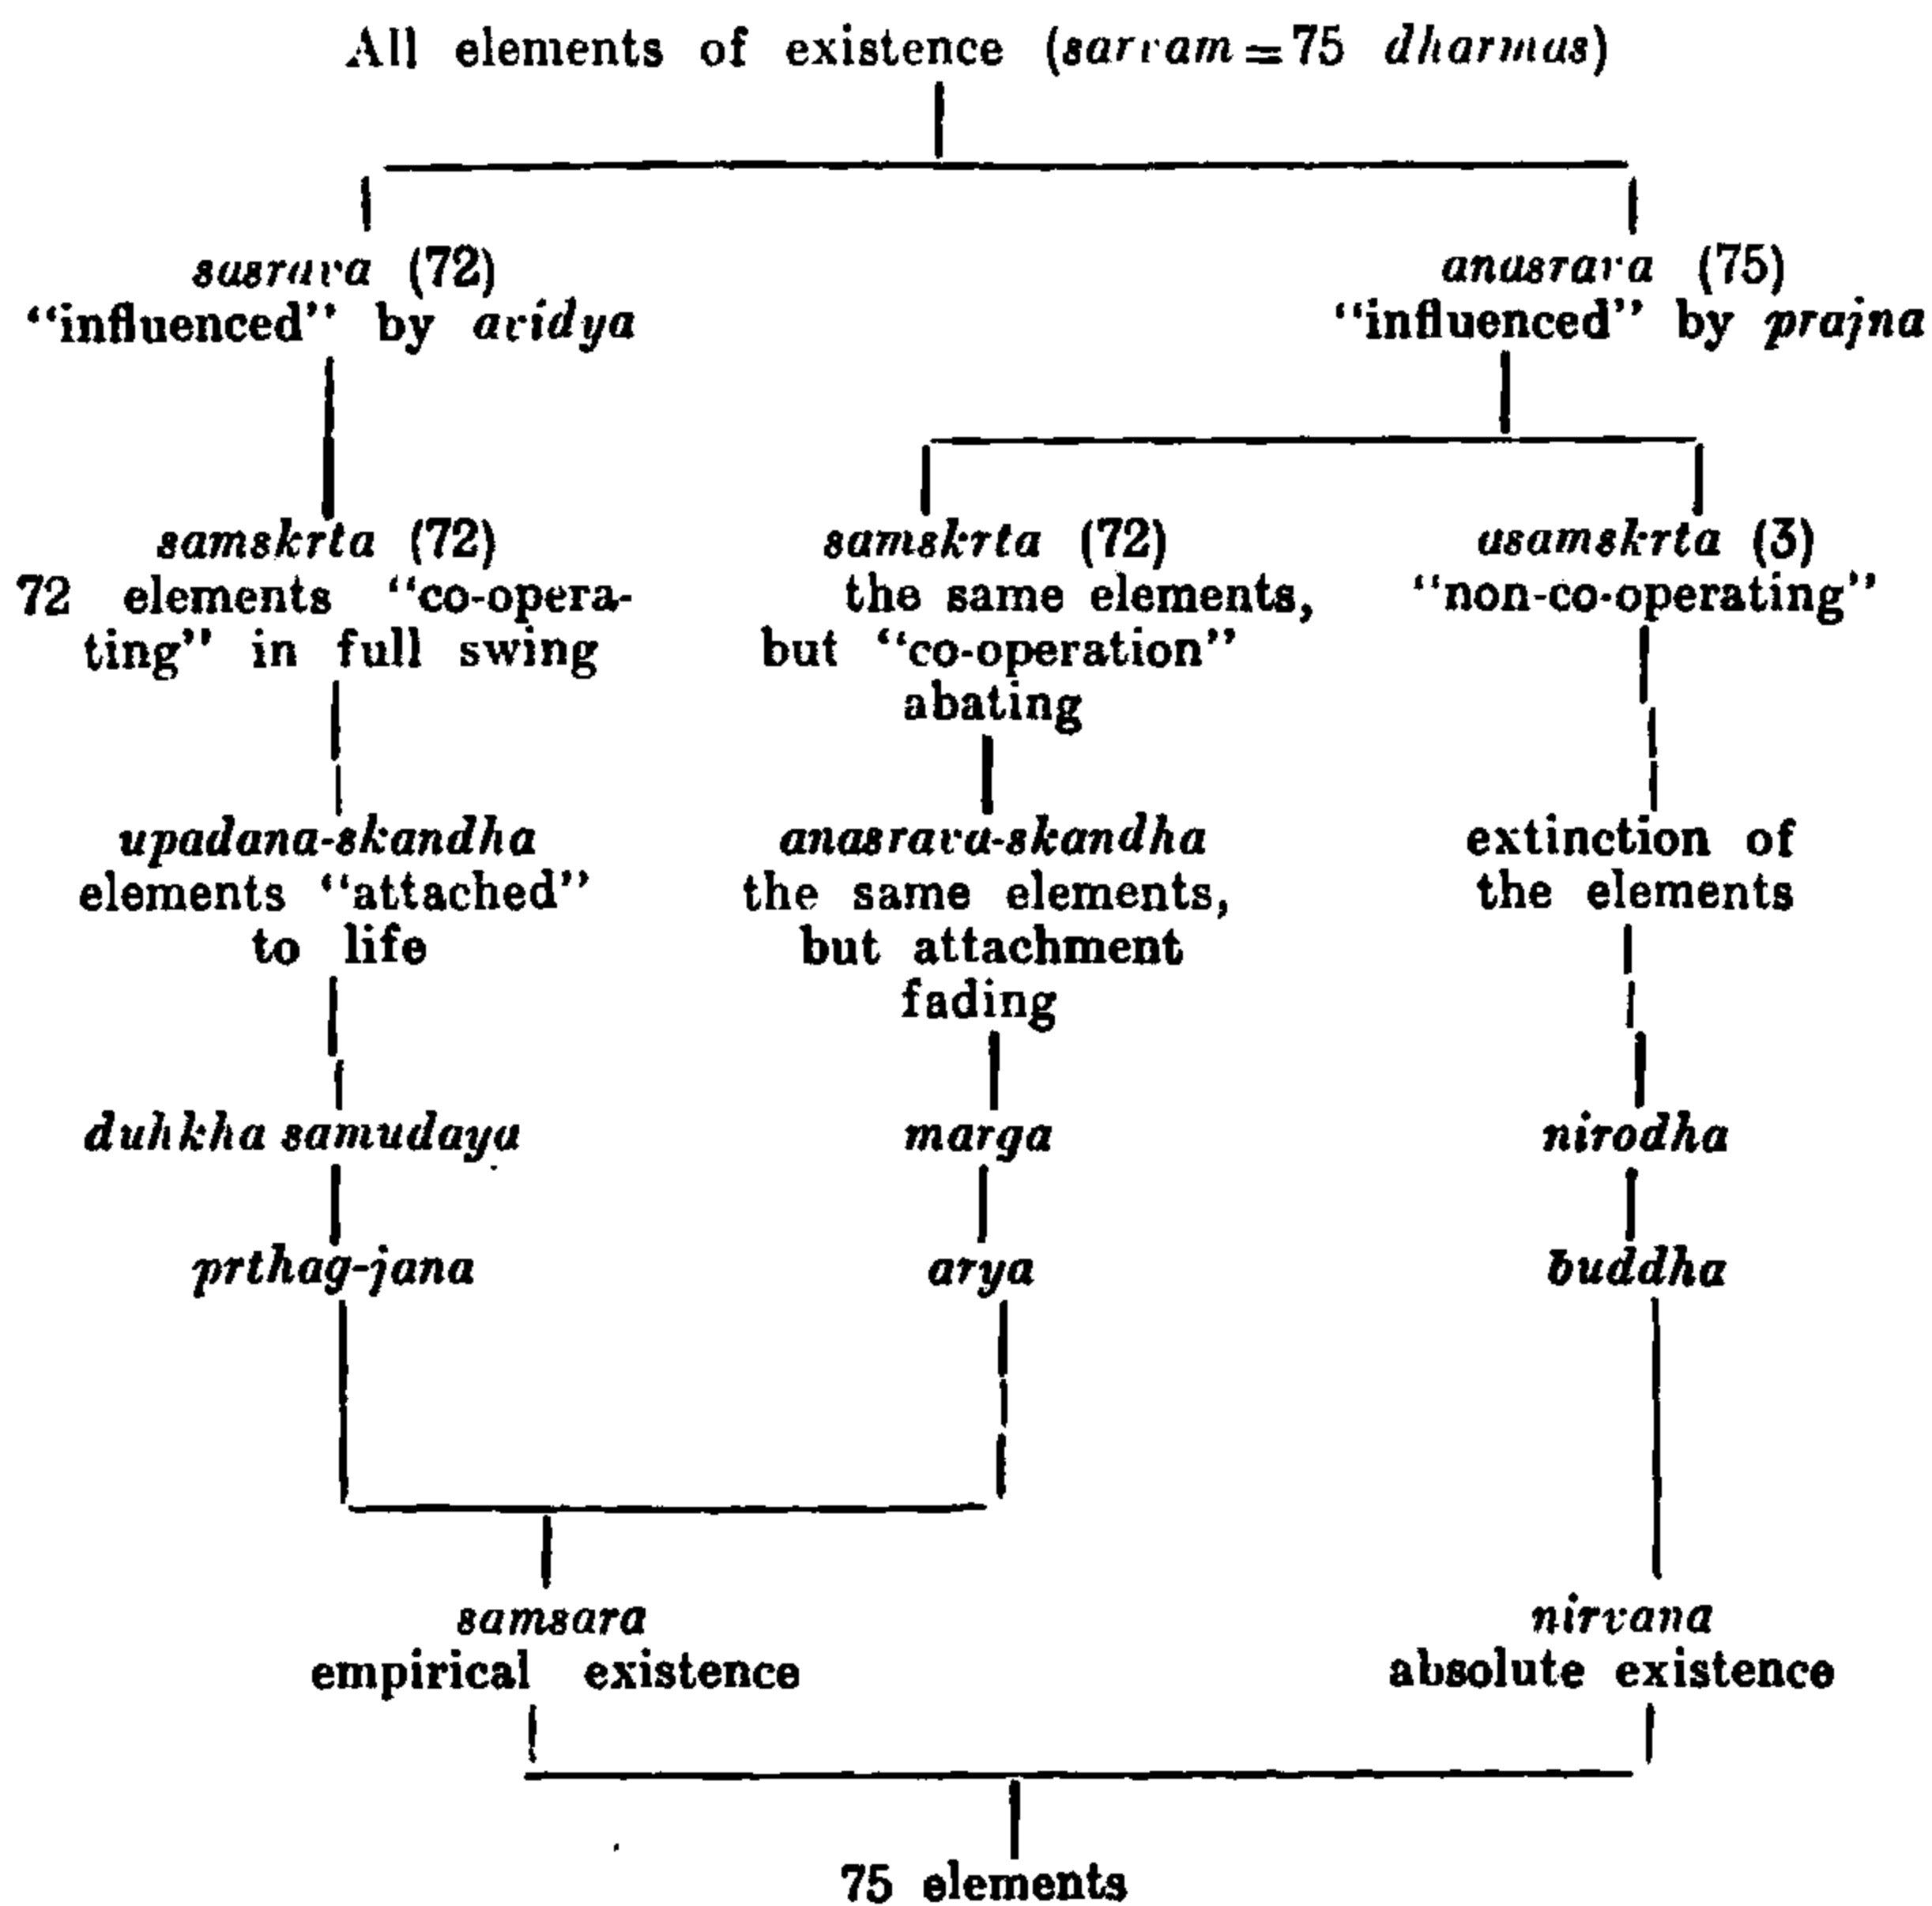 All elements of existence (sarvam=75 dharmas)
sasrava (72)
“influenced” by avidya
anasrava (75)
“influenced” by prajna
samskrta (72)
72 elements “co-opera-
ting” in full swing
samskrta (72)
the same elements,
but “co-operation”
abating
asamskrta (3)
“non-co-operating”
upadana-skandha
elements “attached”
to life
anasrava-skandha
the same elements,
but attachment
fading
extinction of
the elements
duhkha samudaya
marga
nirodha
prthag-jana
arya
buddha
samsara
empirical existence
nirvana
absolute existence
75 elements